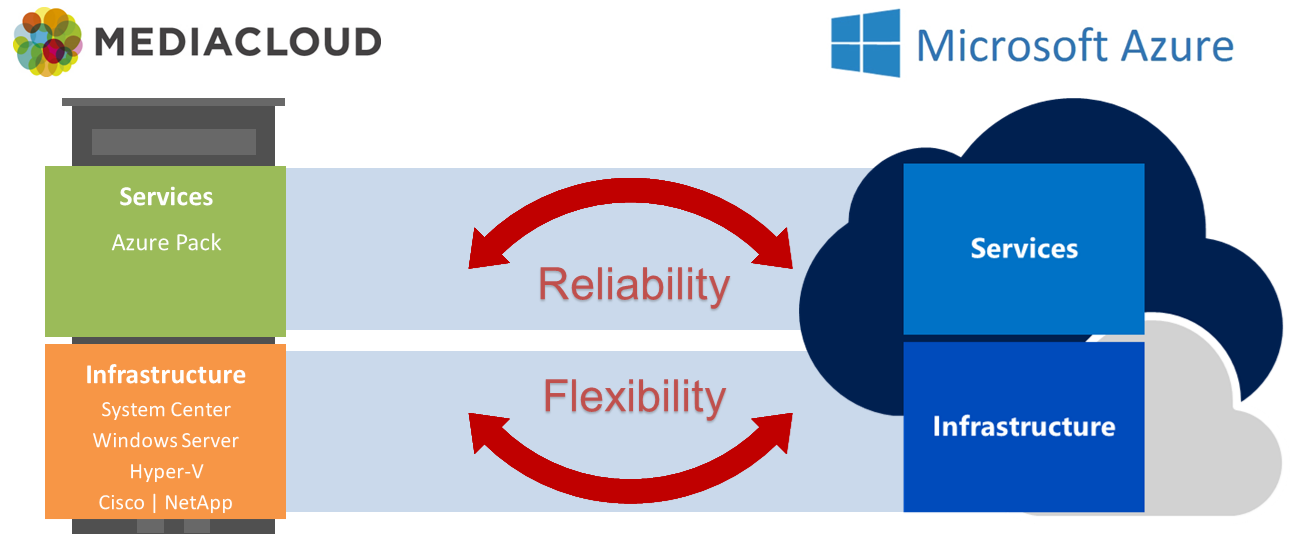 MEDIACLOUD
Microsoft Azure
Services
Azure Pack
Reliability
Services
Infrastructure
System Center
Windows Server
Hyper-V
Cisco | NetApp
Flexibility
Infrastructure